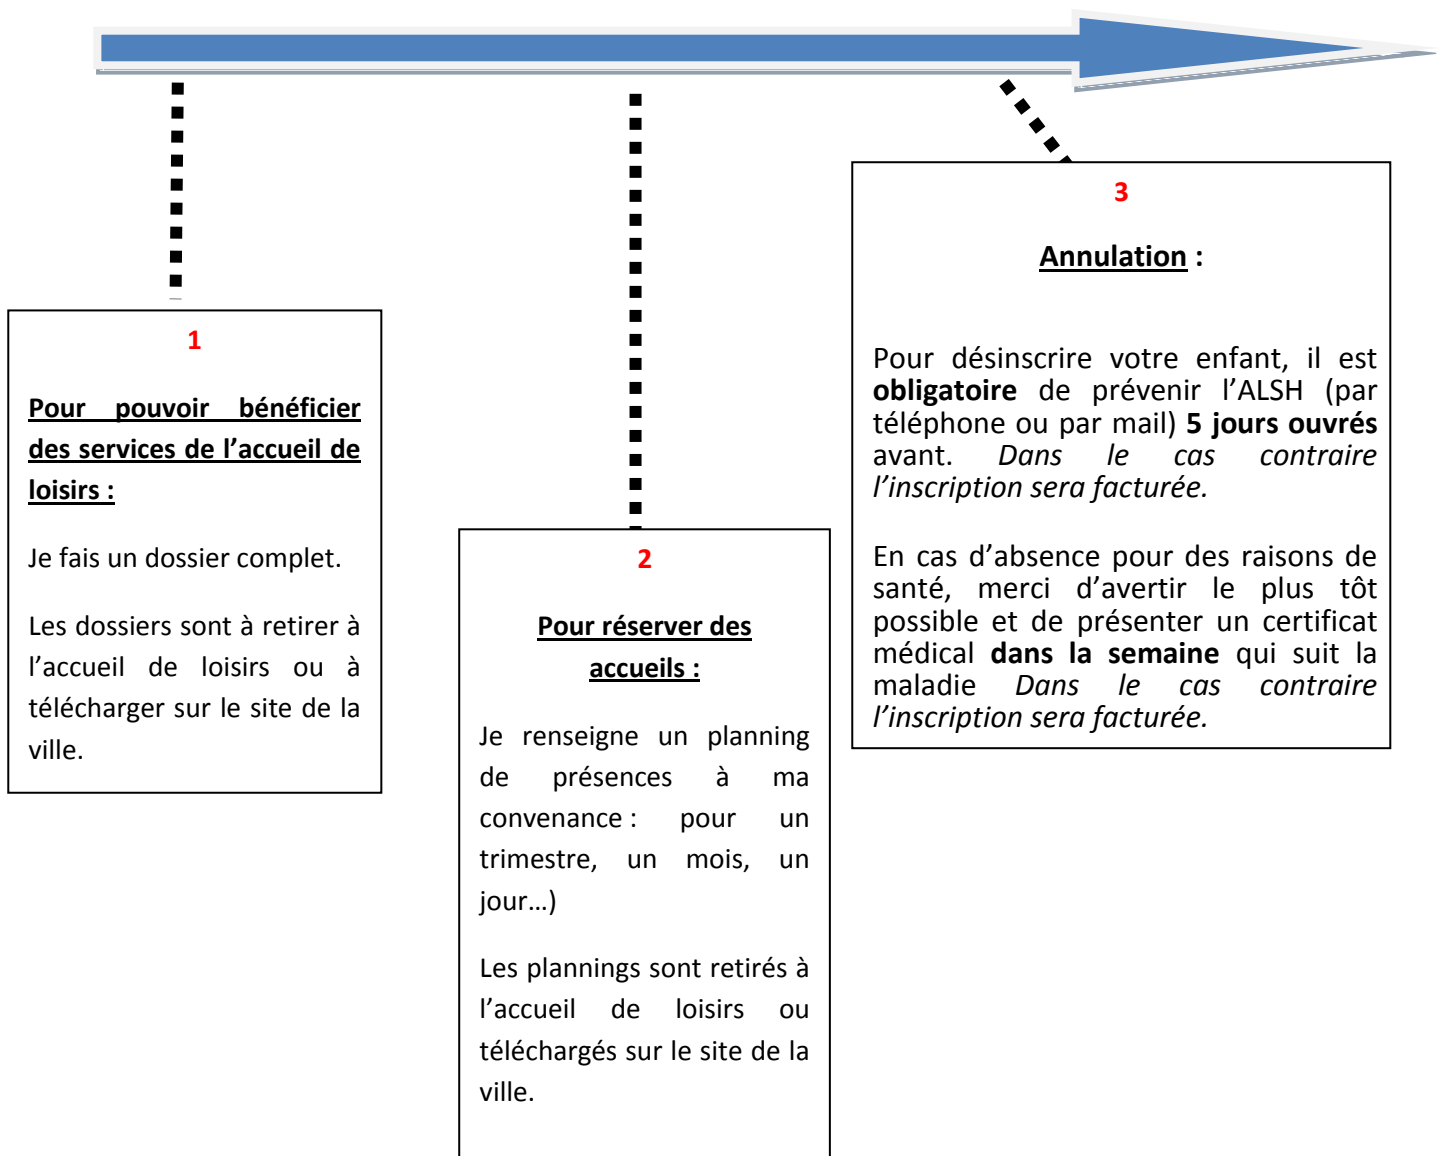 1
Pour pouvoir bénéficier
des services de l’accueil de
loisirs :
Je fais un dossier complet.
Les dossiers sont à retirer à
l’accueil de loisirs ou à
télécharger sur le site de la
ville.
2
Pour réserver des
accueils :
Je renseigne un planning
de présences à ma
convenance : pour un
trimestre, un mois, un
jour…)
Les plannings sont retirés à
l’accueil de loisirs ou
téléchargés sur le site de la
ville.
3
Annulation :
Pour désinscrire votre enfant, il est
obligatoire de prévenir l’ALSH (par
téléphone ou par mail) 5 jours ouvrés
avant. Dans le cas contraire
l’inscription sera facturée.
En cas d’absence pour des raisons de
santé, merci d’avertir le plus tôt
possible et de présenter un certificat
médical dans la semaine qui suit la
maladie Dans le cas contraire
l’inscription sera facturée.